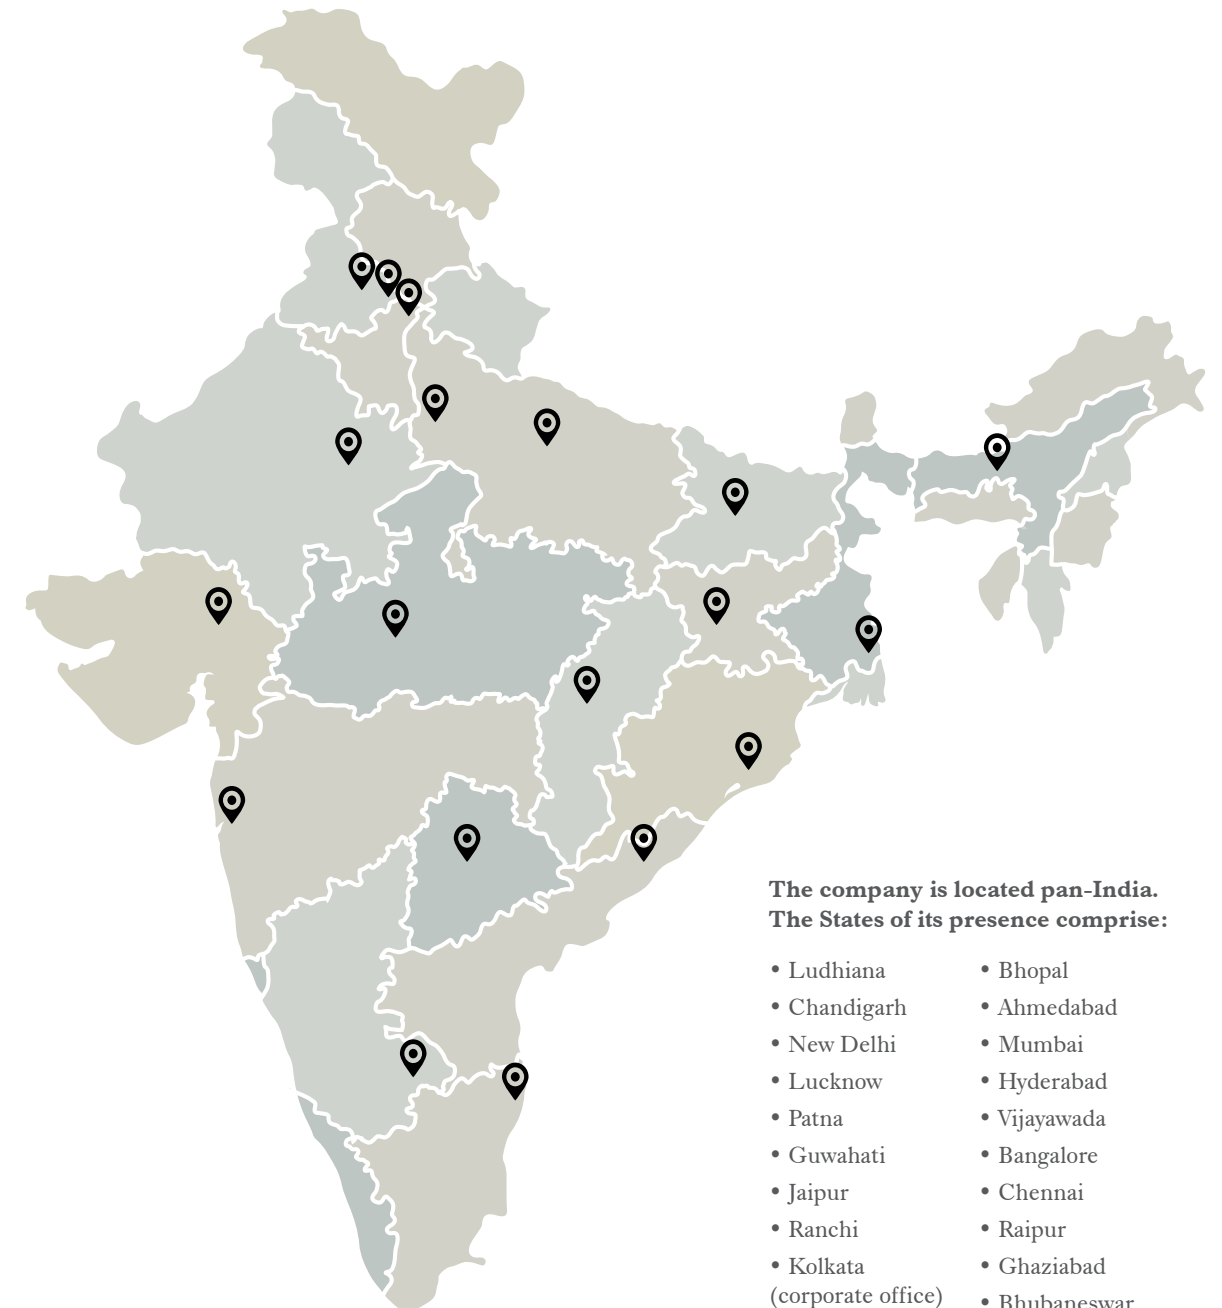 The company is located pan-India.
The States of its presence comprise:
• Ludhiana
• Chandigarh
• New Delhi
• Lucknow
• Patna
• Guwahati
• Jaipur
• Ranchi
• Kolkata
(corporate office)
• Bhopal
• Ahmedabad
• Mumbai
• Hyderabad
• Vijayawada
• Bangalore
• Chennai
• Raipur
• Ghaziabad
• Bhubaneswar